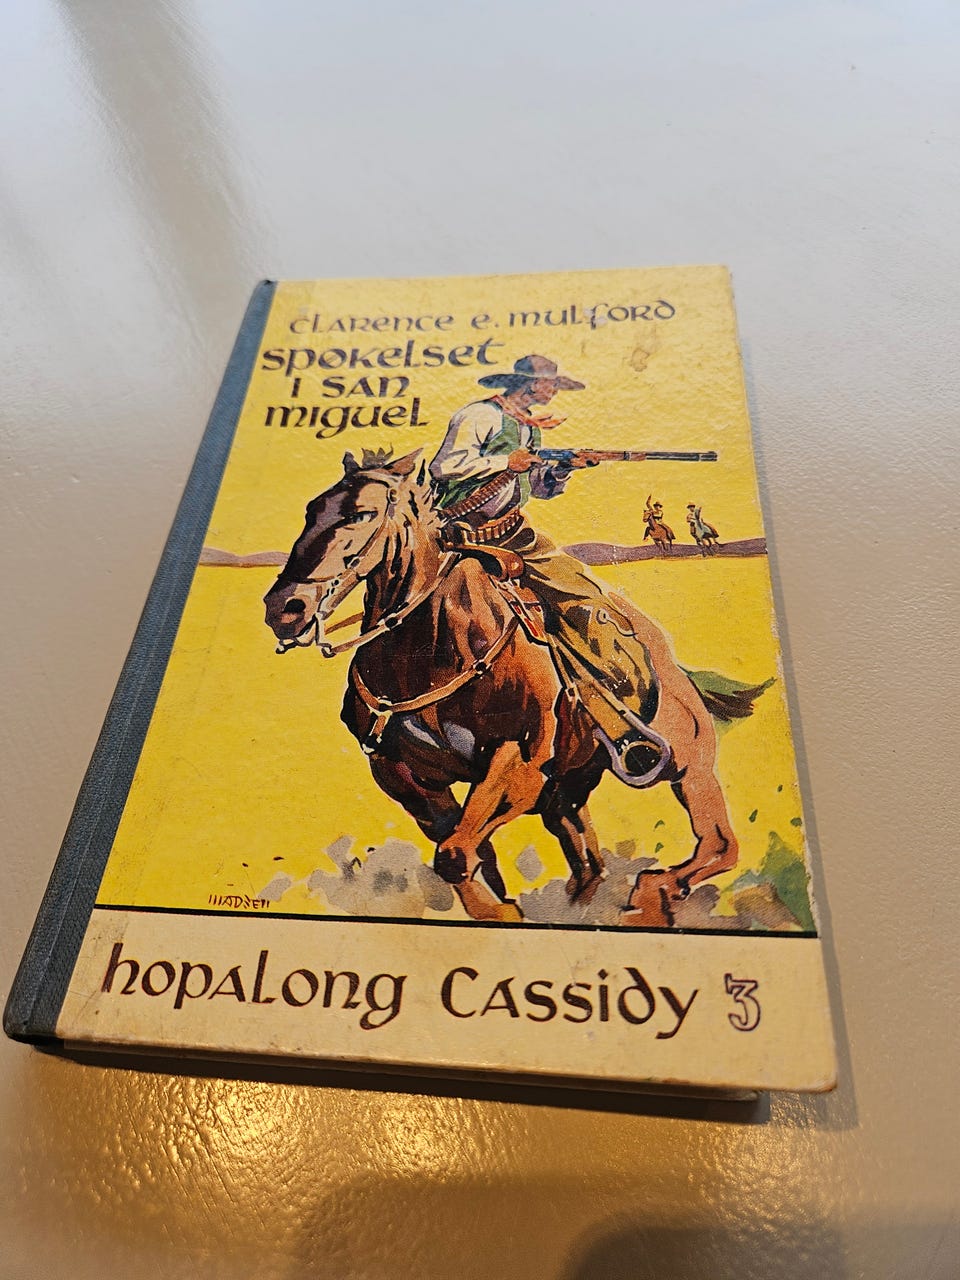 Clarence e. mulford
spøkelset
i san
miguel
MADSEN
hopalong Cassidy 3